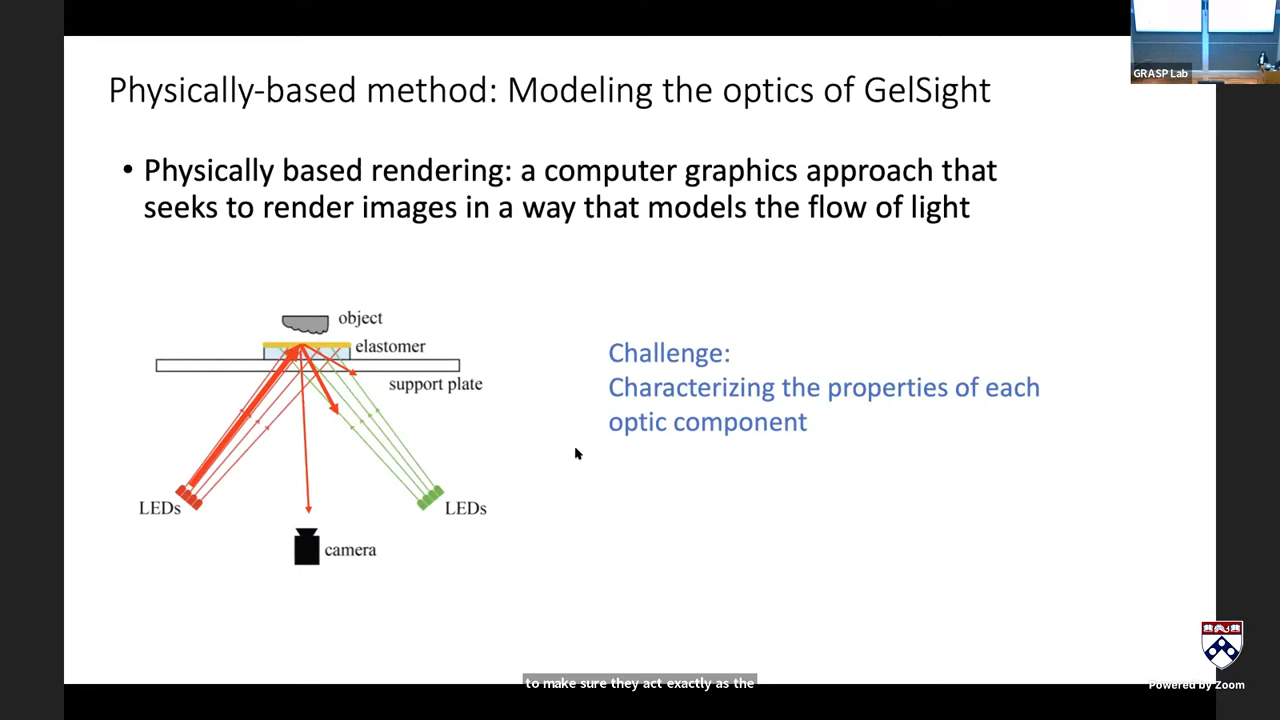 GRASP Lab
Physically-based method: Modeling the optics of GelSight
• Physically based rendering: a computer graphics approach that
seeks to render images in a way that models the flow of light
object
elastomer
support plate
LEDs
LEDs
camera
Challenge:
Characterizing the properties of each
optic component
to make sure they act exactly as the
Powered by Zoom